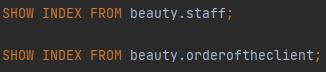 SHOW INDEX FROM beauty.staff;
SHOW INDEX FROM beauty.orderoftheclient;